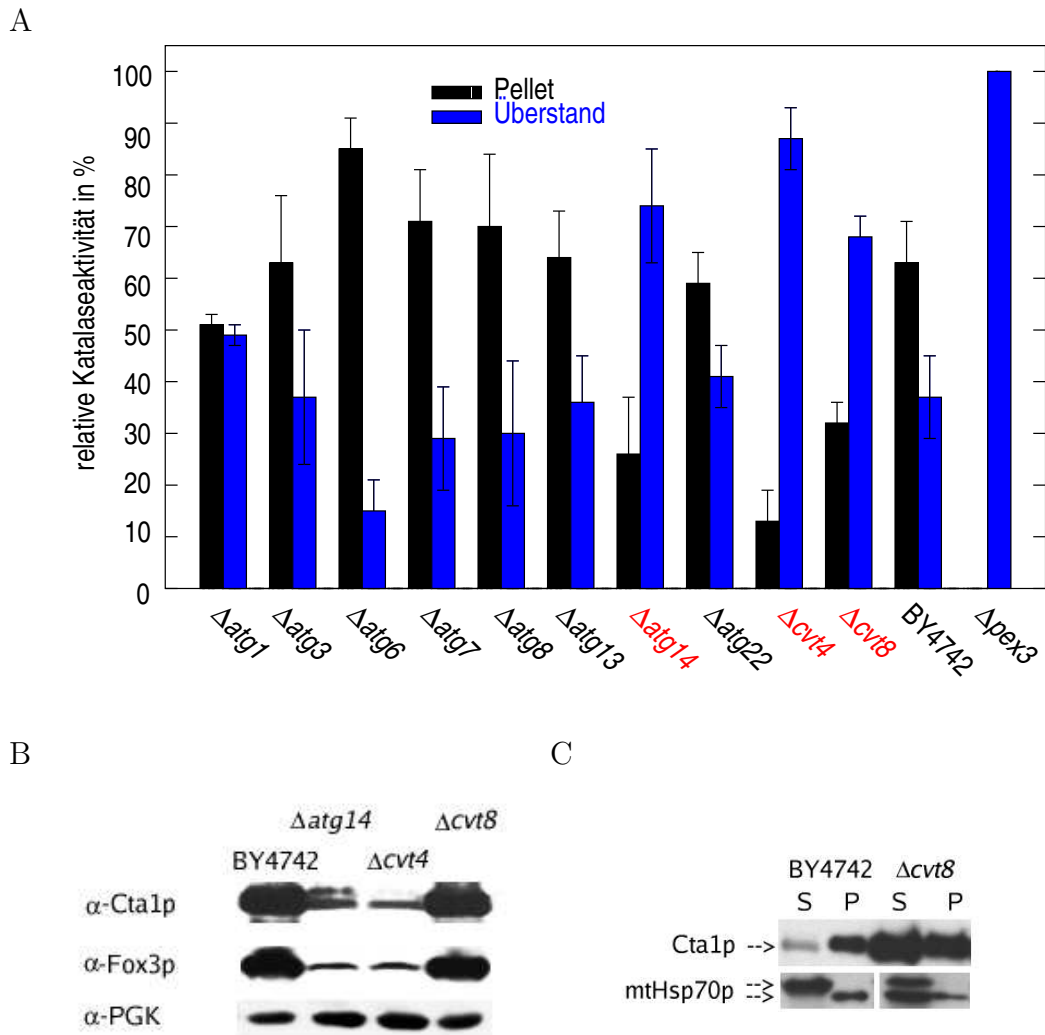 A
100
90
80
70
60
50
40
30
20
10
0
relative Katalaseaktivität in %
Pellet
Überstand
Δatg1
Δatg3
Δatg6
Δatg7
Δatg8
Δatg13
Δatg14
Δatg22
Δcvt4
Δcvt8
BY4742
Δpex3
B
Δatg14 Δcvt8
BY4742 Δcvt4
α-Cta1p
α-Fox3p
α-PGK
C
BY4742 Δcvt8
S P S P
Cta1p -->
mtHsp70p -->
-->